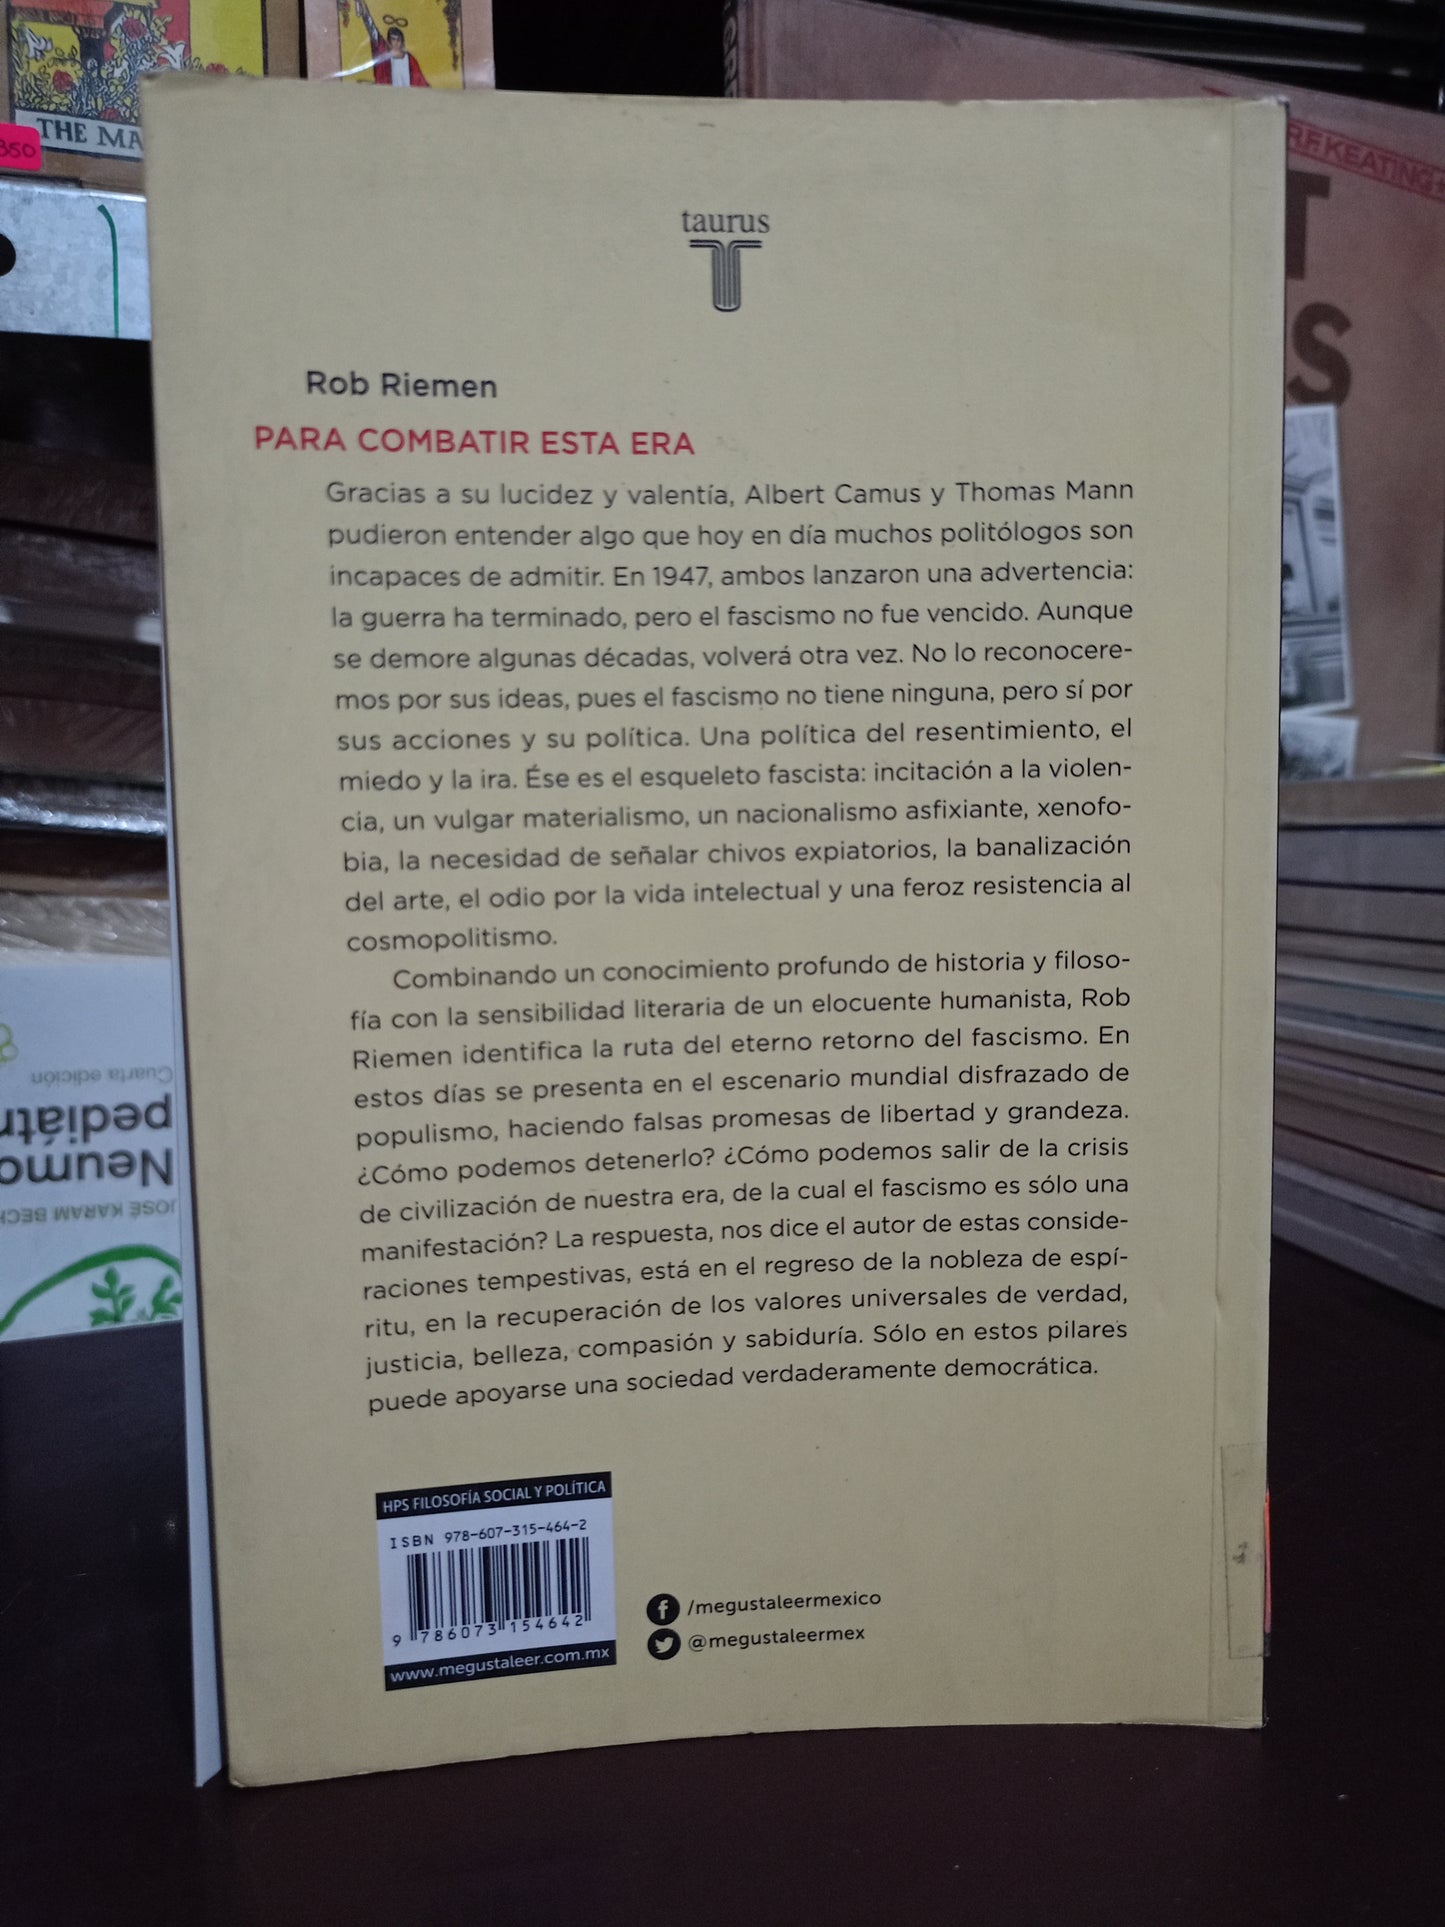 THE MA
350
RF KEATING
T
S
taurus
Rob Riemen
PARA COMBATIR ESTA ERA
Gracias a su lucidez y valentía, Albert Camus y Thomas Mann
pudieron entender algo que hoy en día muchos politólogos son
incapaces de admitir. En 1947, ambos lanzaron una advertencia:
la guerra ha terminado, pero el fascismo no fue vencido. Aunque
se demore algunas décadas, volverá otra vez. No lo reconocere-
mos por sus ideas, pues el fascismo no tiene ninguna, pero sí por
sus acciones y su política. Una política del resentimiento, el
miedo y la ira. Ése es el esqueleto fascista: incitación a la violen-
cia, un vulgar materialismo, un nacionalismo asfixiante, xenofo-
bia, la necesidad de señalar chivos expiatorios, la banalización
del arte, el odio por la vida intelectual y una feroz resistencia al
cosmopolitismo.
Combinando un conocimiento profundo de historia y filoso-
fía con la sensibilidad literaria de un elocuente humanista, Rob
Riemen identifica la ruta del eterno retorno del fascismo. En
estos días se presenta en el escenario mundial disfrazado de
populismo, haciendo falsas promesas de libertad y grandeza.
¿Cómo podemos detenerlo? ¿Cómo podemos salir de la crisis
de civilización de nuestra era, de la cual el fascismo es sólo una
manifestación? La respuesta, nos dice el autor de estas conside-
raciones tempestivas, está en el regreso de la nobleza de espí-
ritu, en la recuperación de los valores universales de verdad,
justicia, belleza, compasión y sabiduría. Sólo en estos pilares
puede apoyarse una sociedad verdaderamente democrática.
HPS FILOSOFÍA SOCIAL Y POLÍTICA
ISBN 978-607-315-464-2
9 786073 154642
www.megustaleer.com.mx
/megustaleermexico
@megustaleermex
JOSÉ KARAM BECH
Neumo
pediátr
Cuarta edición